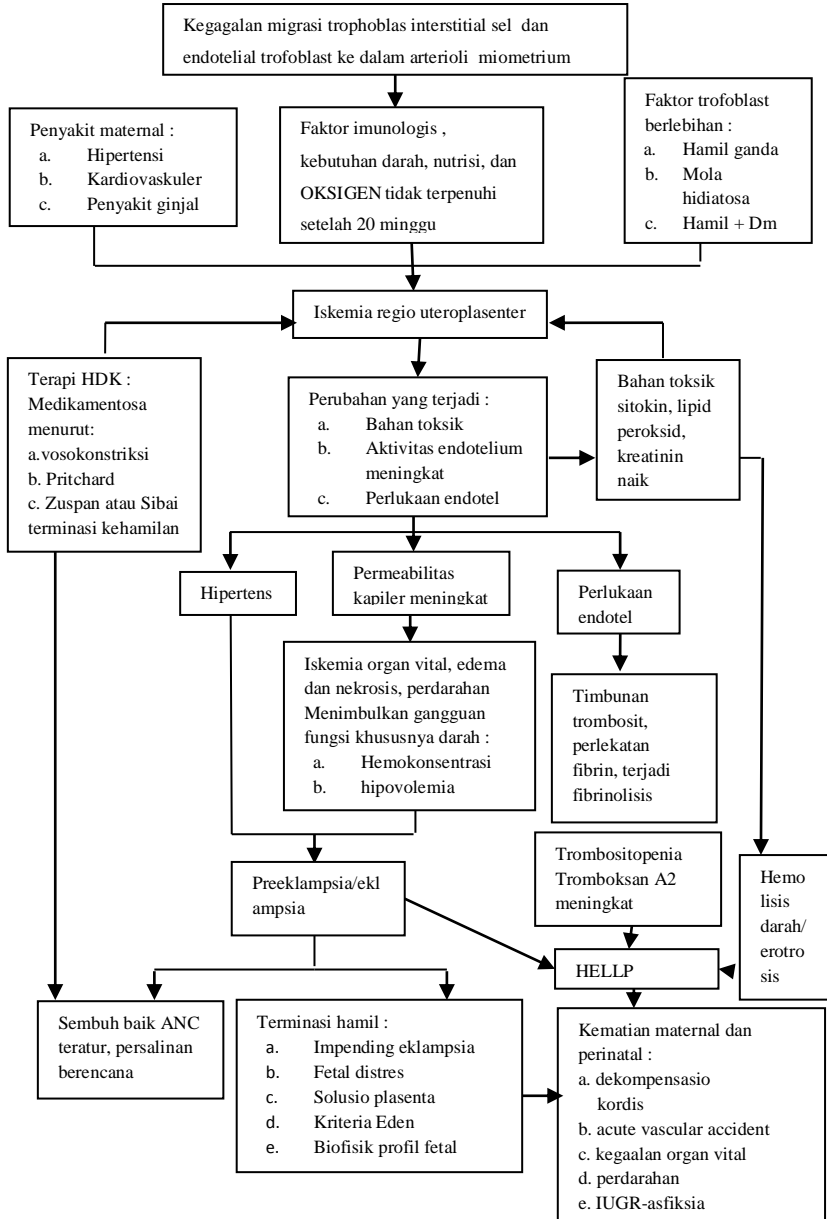 Kegagalan migrasi trophoblas interstitial sel dan
endotelial trofoblast ke dalam arterioli miometrium
Penyakit maternal :
a. Hipertensi
b. Kardiovaskuler
c. Penyakit ginjal
Faktor imunologis ,
kebutuhan darah, nutrisi, dan
OKSIGEN tidak terpenuhi
setelah 20 minggu
Faktor trofoblast
berlebihan :
a. Hamil ganda
b. Mola
hidiatosa
c. Hamil + Dm
Iskemia regio uteroplasenter
Terapi HDK :
Medikamentosa
menurut:
a.vosokonstriksi
b. Pritchard
c. Zuspan atau Sibai
terminasi kehamilan
Perubahan yang terjadi :
a. Bahan toksik
b. Aktivitas endotelium
meningkat
c. Perlukaan endotel
Bahan toksik
sitokin, lipid
peroksid,
kreatinin
naik
Hipertens
Permeabilitas
kapiler meningkat
Perlukaan
endotel
Iskemia organ vital, edema
dan nekrosis, perdarahan
Menimbulkan gangguan
fungsi khususnya darah :
a. Hemokonsentrasi
b. hipovolemia
Timbunan
trombosit,
perlekatan
fibrin, terjadi
fibrinolisis
Preeklampsia/ekl
ampsia
Trombositopenia
Tromboksan A2
meningkat
Hemo
lisis
darah/
erotro
sis
HELLP
Sembuh baik ANC
teratur, persalinan
berencana
Terminasi hamil :
a. Impending eklampsia
b. Fetal distres
c. Solusio plasenta
d. Kriteria Eden
e. Biofisik profil fetal
Kematian maternal dan
perinatal :
a. dekompensasio
kordis
b. acute vascular accident
c. kegaalan organ vital
d. perdarahan
e. IUGR-asfiksia